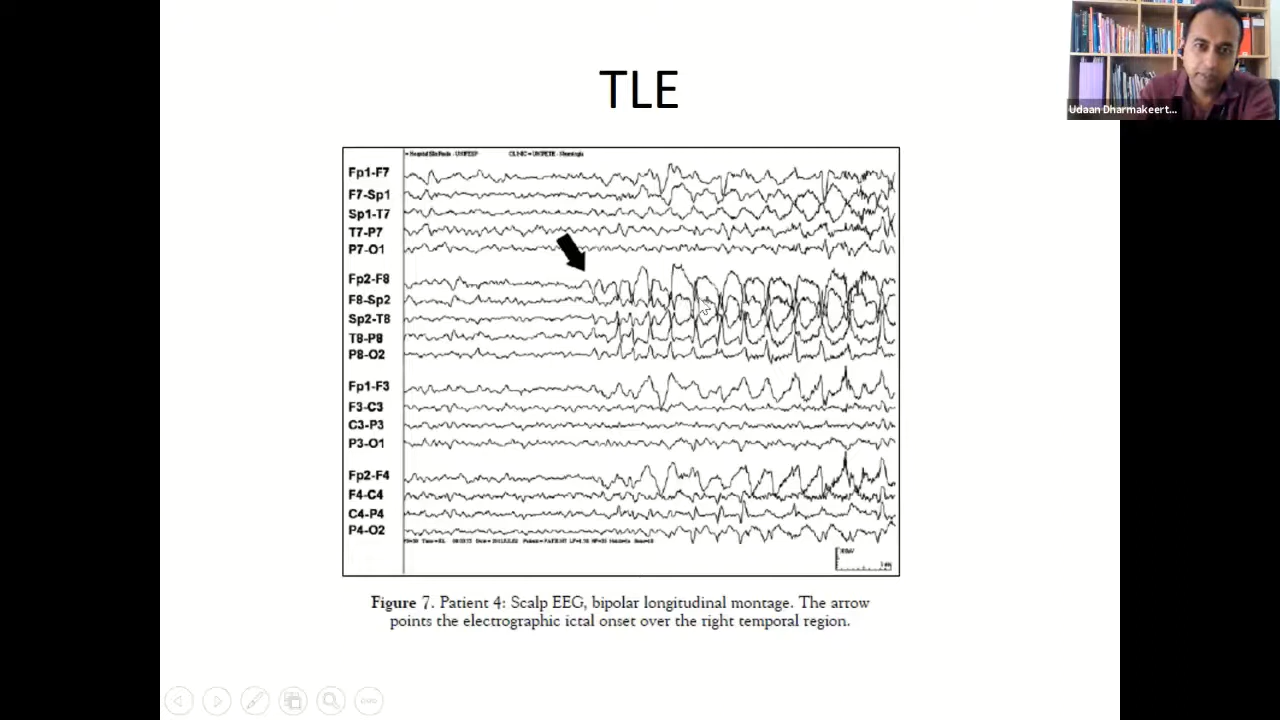 TLE
Udaan Dharmakeert...
Fp1-F7
F7-Sp1
Sp1-T7
T7-P7
P7-O1
Fp2-F8
F8-Sp2
Sp2-T8
T8-P8
P8-O2
Fp1-F3
F3-C3
C3-P3
P3-O1
Fp2-F4
F4-C4
C4-P4
P4-O2
Figure 7. Patient 4: Scalp EEG, bipolar longitudinal montage. The arrow
points the electrographic ictal onset over the right temporal region.